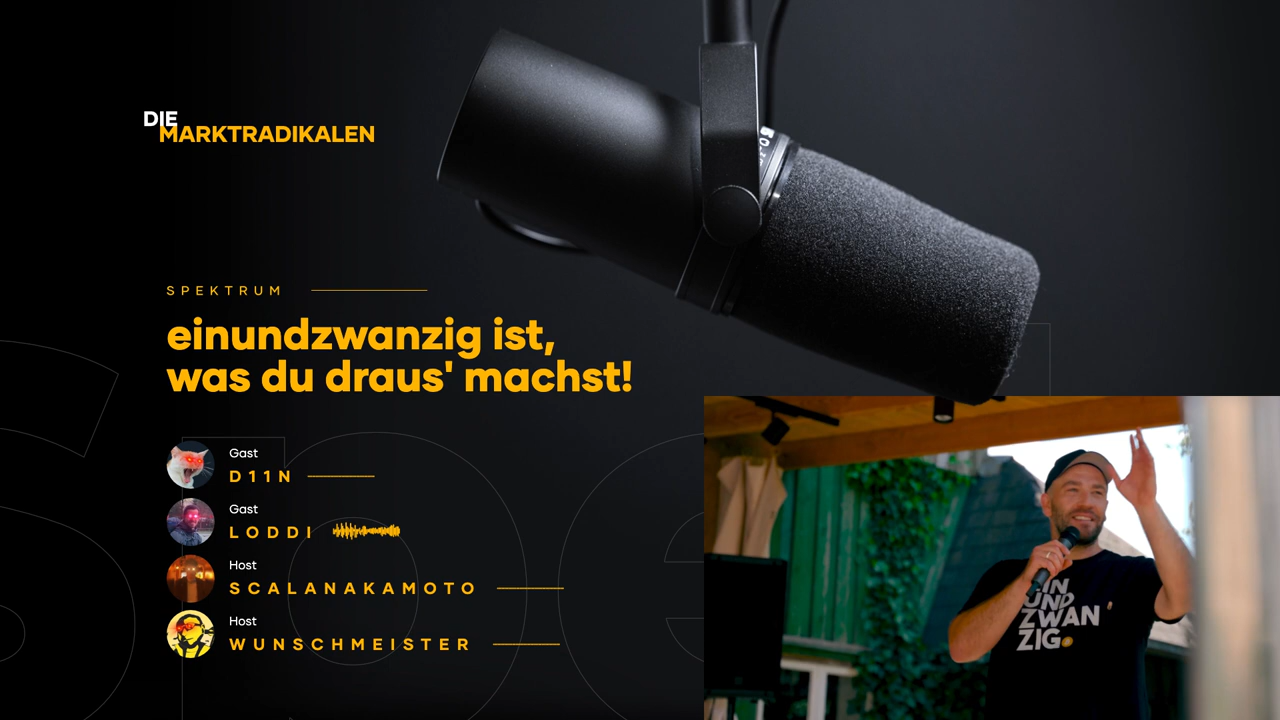 DIE
MARKTRADIKALEN
SPEKTRUM
einundzwanzig ist,
was du draus' machst!
Gast
D11N
Gast
LODDI
Host
SCALANAKAMOTO
Host
WUNSCHMEISTER
EIN
UND
ZWAN
ZIG